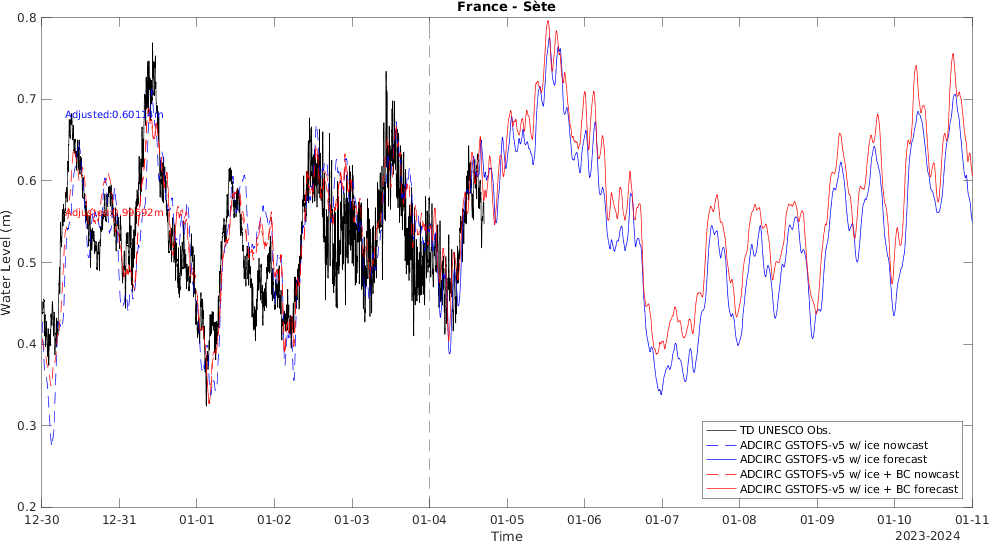 France - Sète
0.8
0.7
0.6
0.5
0.4
0.3
0.2
Water Level (m)
12-30
12-31
01-01
01-02
01-03
01-04
01-05
01-06
01-07
01-08
01-09
01-10
01-11
Time
2023-2024
TD UNESCO Obs.
ADCIRC GSTOFS-v5 w/ ice nowcast
ADCIRC GSTOFS-v5 w/ ice forecast
ADCIRC GSTOFS-v5 w/ ice + BC nowcast
ADCIRC GSTOFS-v5 w/ ice + BC forecast